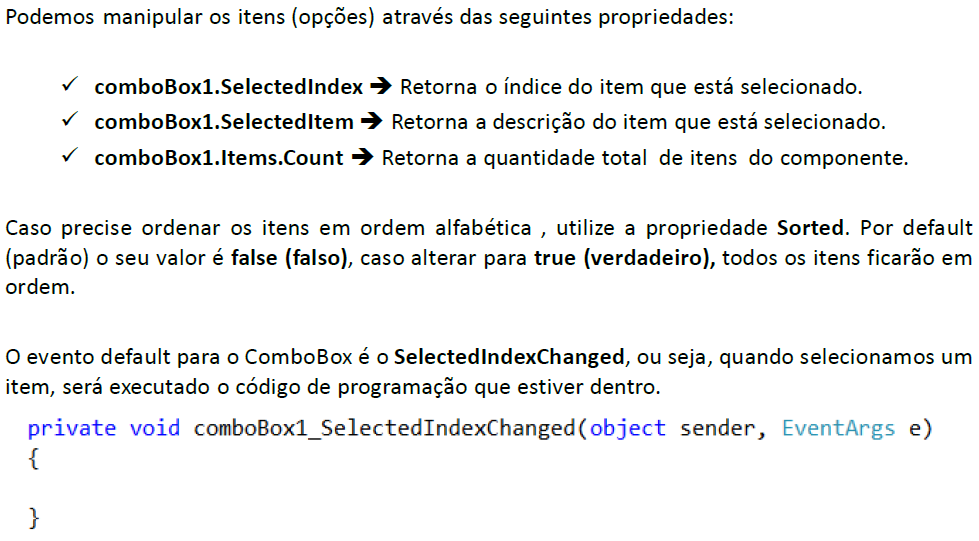 Podemos manipular os itens (opções) através das seguintes propriedades:
✓ comboBox1.SelectedIndex ➔ Retorna o índice do item que está selecionado.
✓ comboBox1.SelectedItem ➔ Retorna a descrição do item que está selecionado.
✓ comboBox1.Items.Count ➔ Retorna a quantidade total de itens do componente.
Caso precise ordenar os itens em ordem alfabética , utilize a propriedade Sorted. Por default
(padrão) o seu valor é false (falso), caso alterar para true (verdadeiro), todos os itens ficarão em
ordem.
O evento default para o ComboBox é o SelectedIndexChanged, ou seja, quando selecionamos um
item, será executado o código de programação que estiver dentro.
private void comboBox1_SelectedIndexChanged(object sender, EventArgs e)
{
}